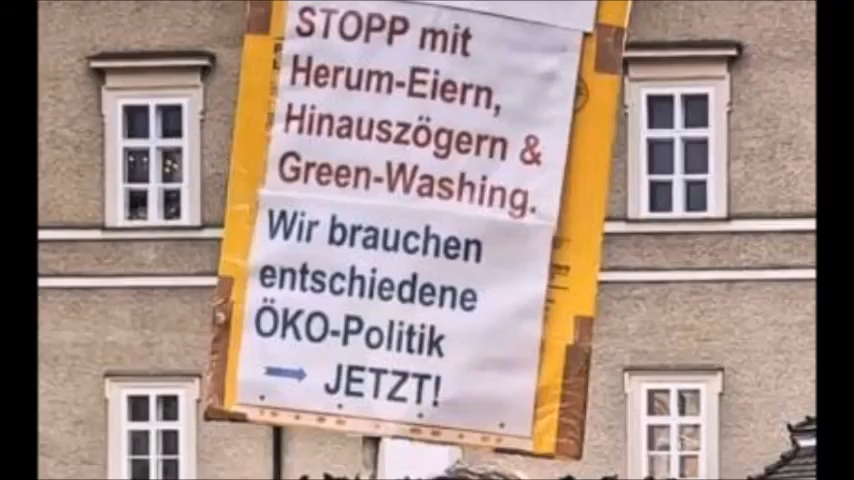 STOPP mit
Herum-Eiern,
Hinauszögern &
Green-Washing.
Wir brauchen
entschiedene
ÖKO-Politik
→ JETZT!